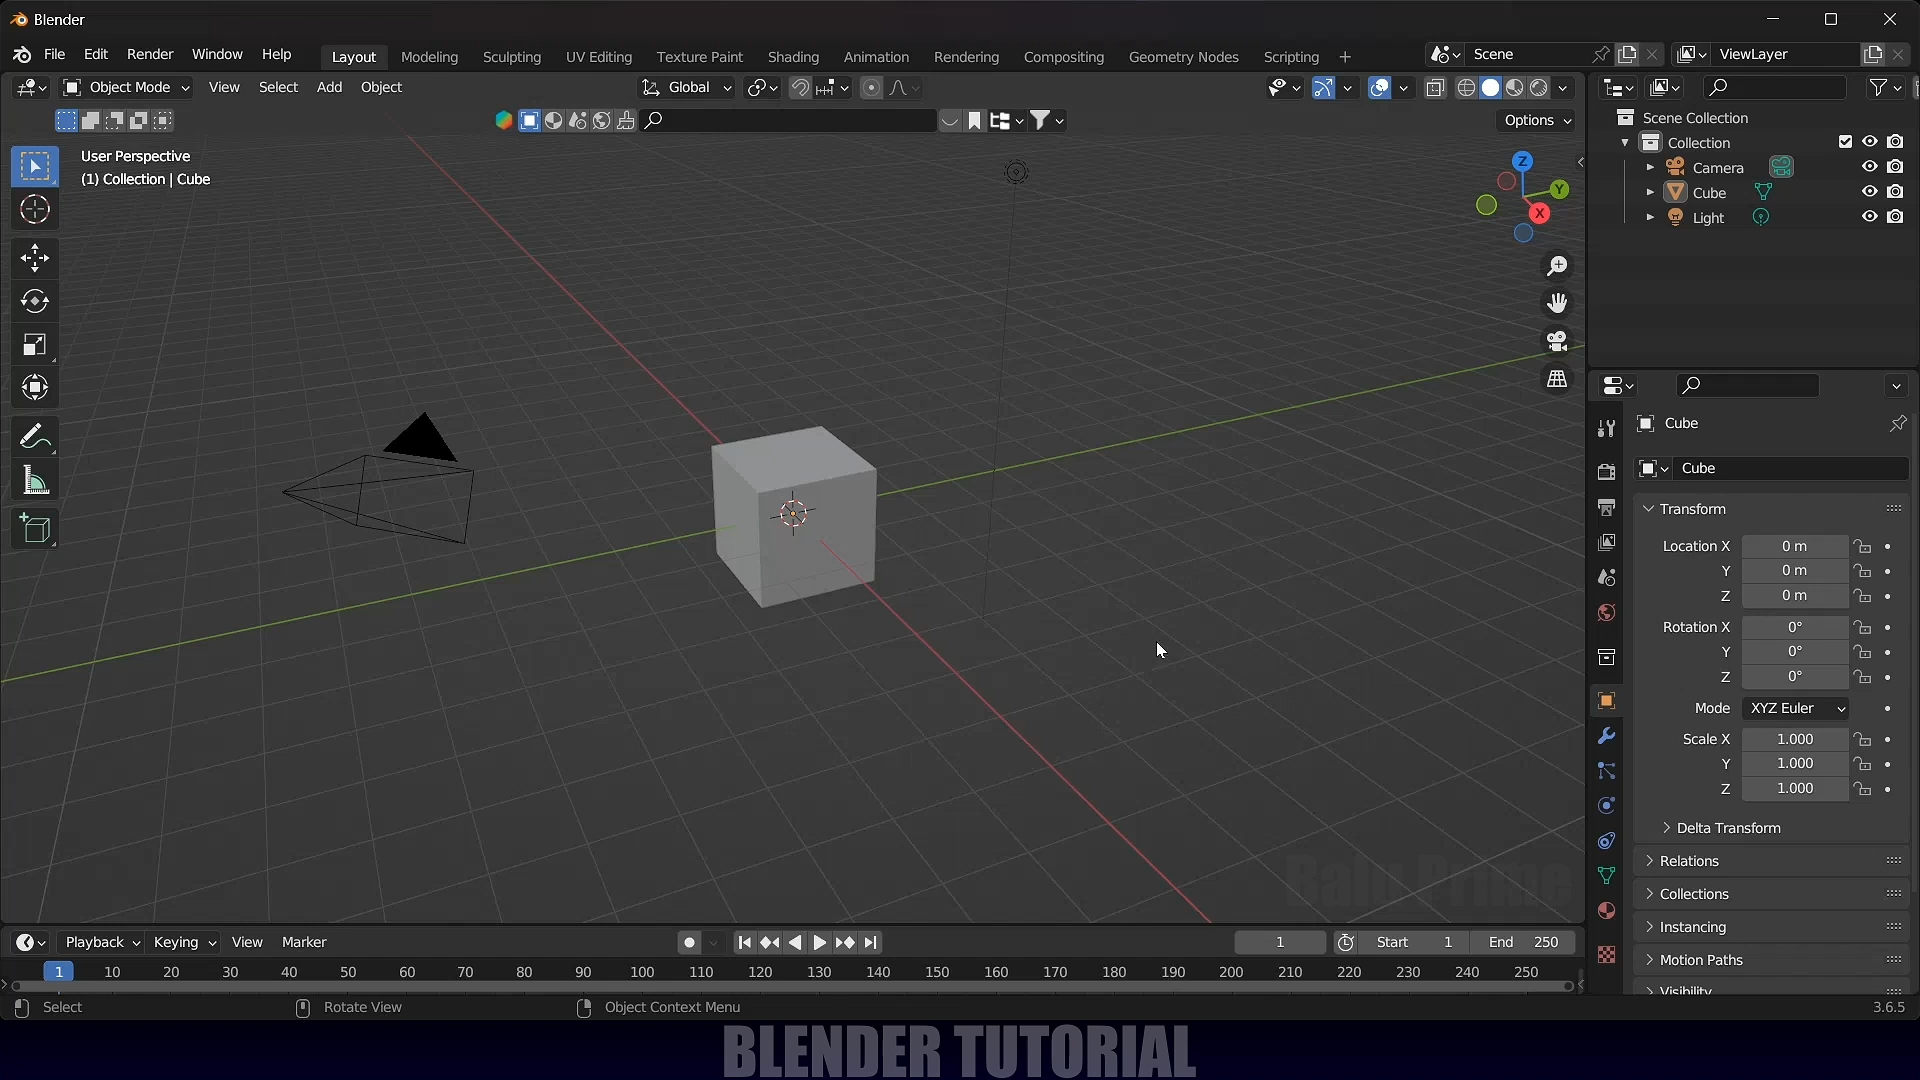 Blender
File Edit Render Window Help Layout Modeling Sculpting UV Editing Texture Paint Shading Animation Rendering Compositing Geometry Nodes Scripting + Scene ViewLayer
Object Mode View Select Add Object Global
Options
User Perspective
(1) Collection | Cube
Z
Y
X
Scene Collection
Collection
Camera
Cube
Light
Cube
Cube
Transform
Location X 0 m
Y 0 m
Z 0 m
Rotation X 0°
Y 0°
Z 0°
Mode XYZ Euler
Scale X 1.000
Y 1.000
Z 1.000
Delta Transform
Relations
Collections
Instancing
Motion Paths
Visibility
Balu Prime
Playback Keying View Marker 1 Start 1 End 250
1 10 20 30 40 50 60 70 80 90 100 110 120 130 140 150 160 170 180 190 200 210 220 230 240 250
Select Rotate View Object Context Menu 3.6.5
BLENDER TUTORIAL